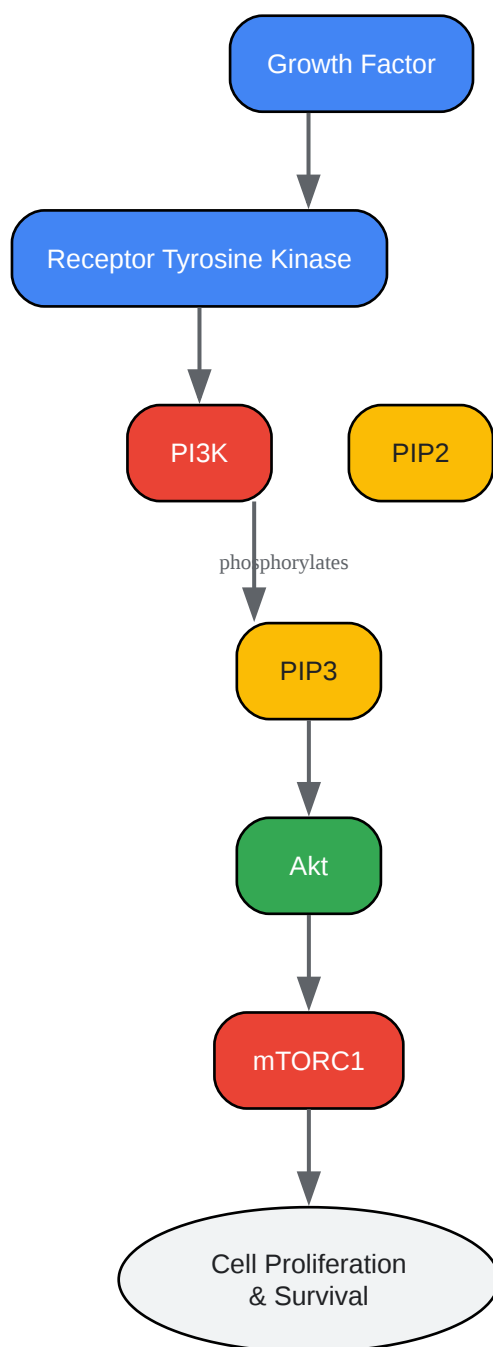 Growth Factor
Receptor Tyrosine Kinase
PI3K
PIP2
phosphorylates
PIP3
Akt
mTORC1
Cell Proliferation
& Survival